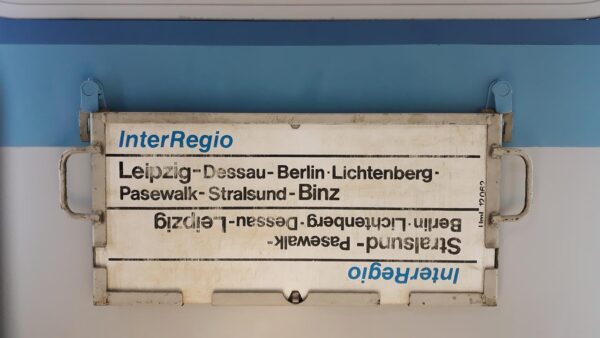 InterRegio
Leipzig-Dessau-Berlin·Lichtenberg-
Pasewalk-Stralsund-Binz
InterRegio
Stralsund-Pasewalk-
Berlin·Lichtenberg-Dessau-Leipzig